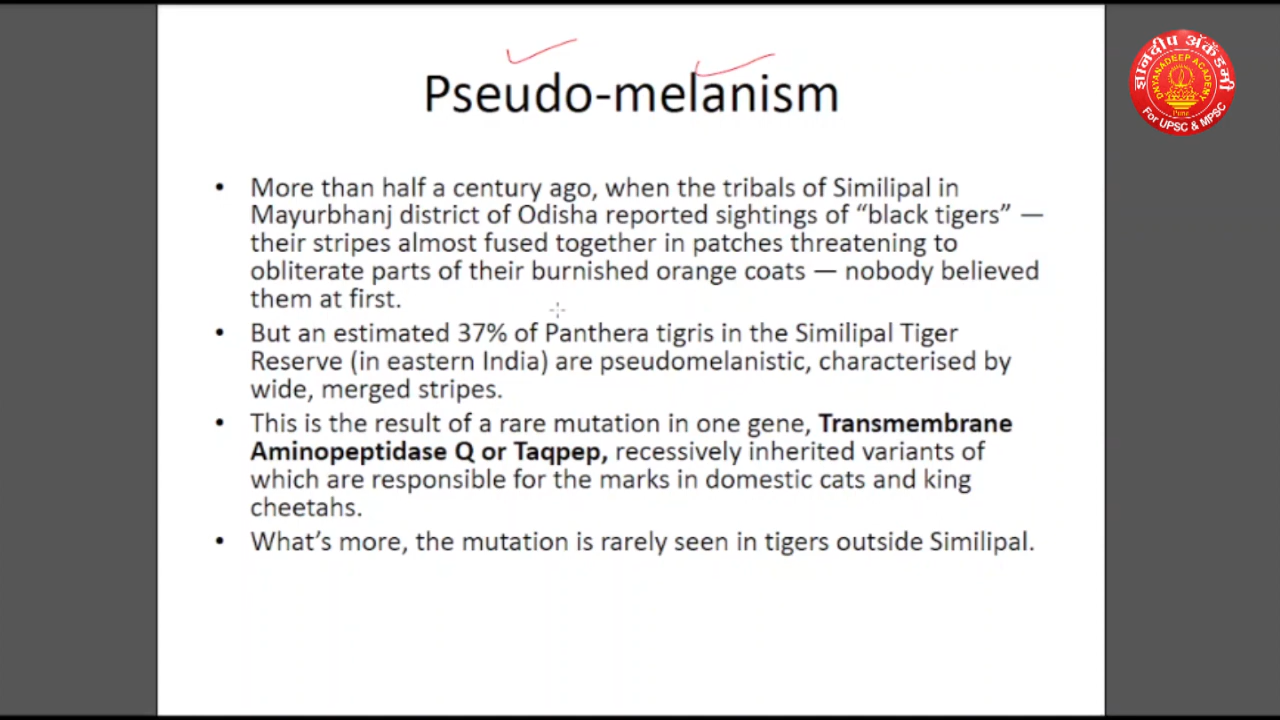 Pseudo-melanism
• More than half a century ago, when the tribals of Similipal in
Mayurbhanj district of Odisha reported sightings of “black tigers” —
their stripes almost fused together in patches threatening to
obliterate parts of their burnished orange coats — nobody believed
them at first.
• But an estimated 37% of Panthera tigris in the Similipal Tiger
Reserve (in eastern India) are pseudomelanistic, characterised by
wide, merged stripes.
• This is the result of a rare mutation in one gene, Transmembrane
Aminopeptidase Q or Taqpep, recessively inherited variants of
which are responsible for the marks in domestic cats and king
cheetahs.
• What’s more, the mutation is rarely seen in tigers outside Similipal.
ज्ञानदीप अॅकॅडमी
DNYANADEEP ACADEMY
Pune
For UPSC & MPSC